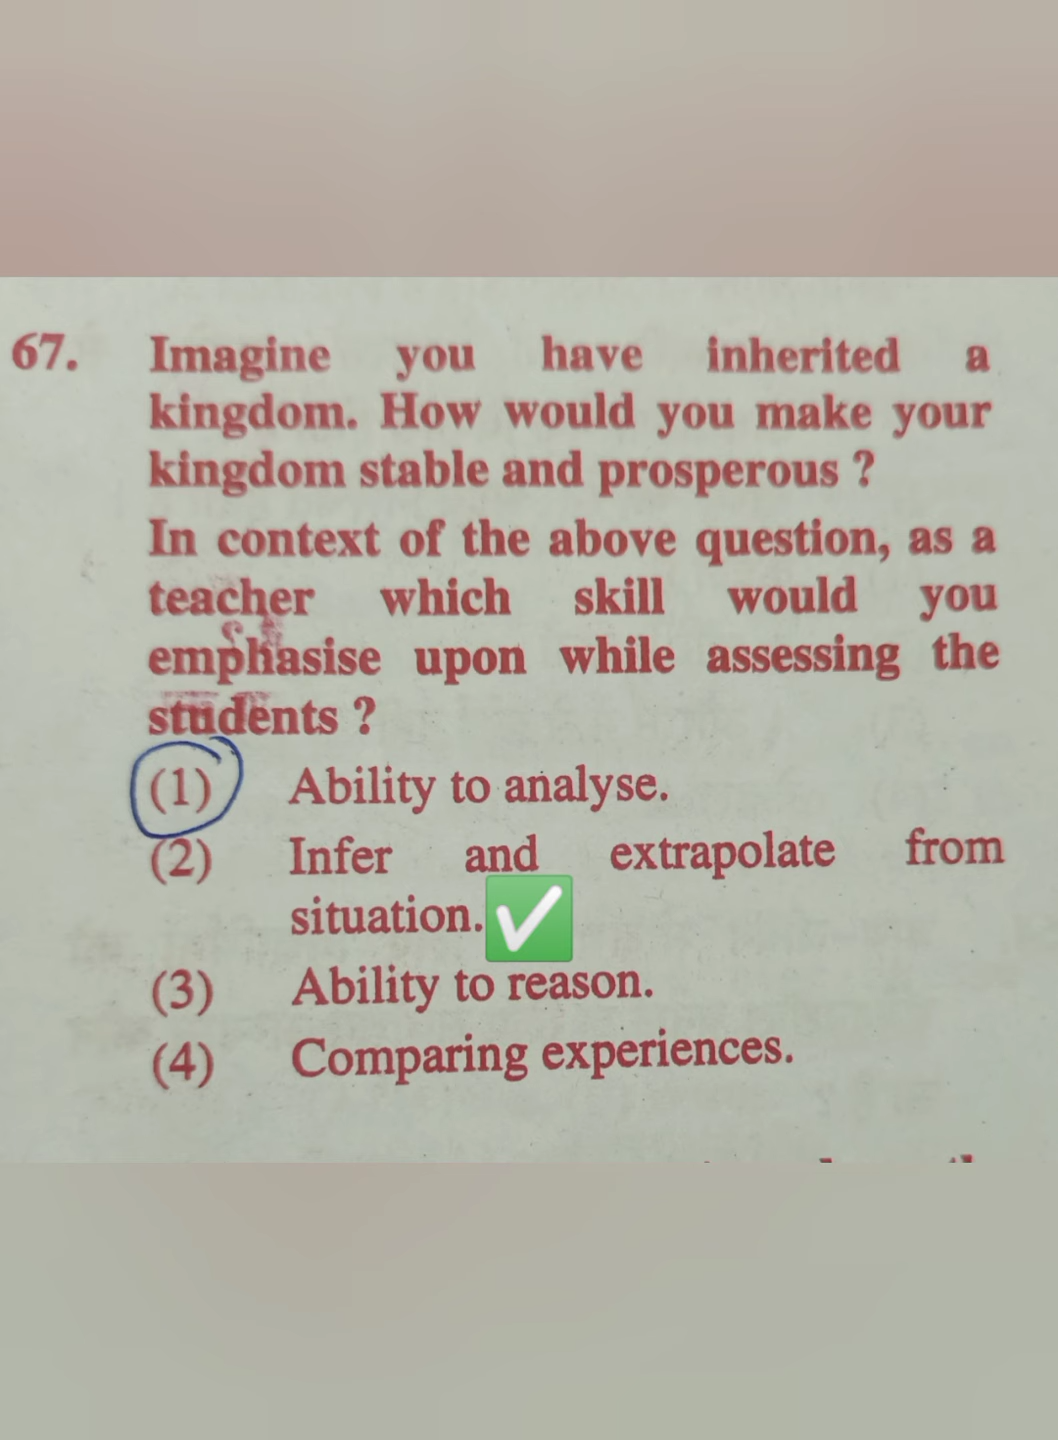 67. Imagine you have inherited a
kingdom. How would you make your
kingdom stable and prosperous ?
In context of the above question, as a
teacher which skill would you
emphasise upon while assessing the
students ?
(1) Ability to analyse.
(2) Infer and extrapolate from
situation.
(3) Ability to reason.
(4) Comparing experiences.